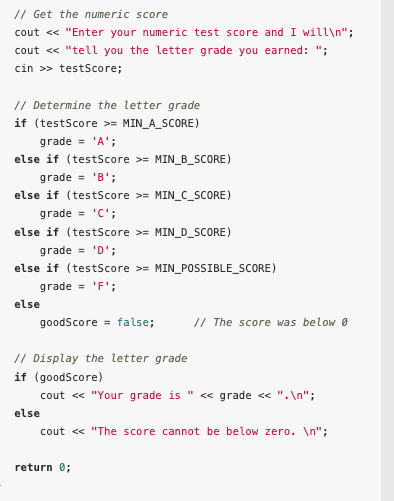 // Get the numeric score
cout << "Enter your numeric test score and I will\n";
cout << "tell you the letter grade you earned: ";
cin >> testScore;
// Determine the letter grade
if (testScore >= MIN_A_SCORE)
grade = 'A';
else if (testScore >= MIN_B_SCORE)
grade = 'B';
else if (testScore >= MIN_C_SCORE)
grade = 'C';
else if (testScore >= MIN_D_SCORE)
grade = 'D';
else if (testScore >= MIN_POSSIBLE_SCORE)
grade = 'F';
else
goodScore = false; // The score was below 0
// Display the letter grade
if (goodScore)
cout << "Your grade is " << grade << ".\n";
else
cout << "The score cannot be below zero. \n";
return 0;